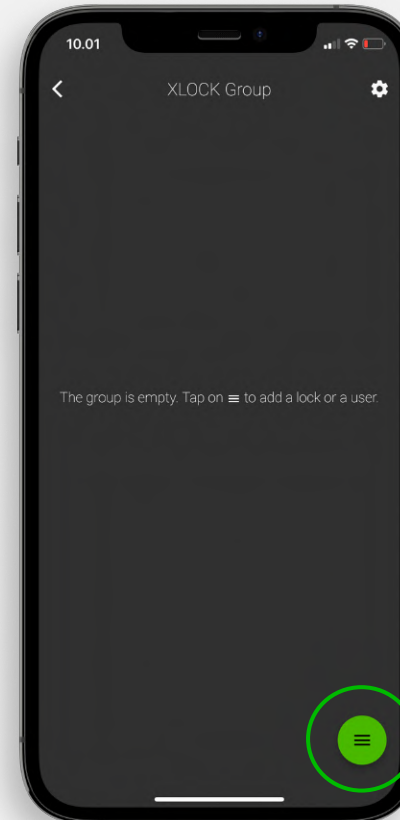 10.01
XLOCK Group
The group is empty. Tap on ≡ to add a lock or a user.